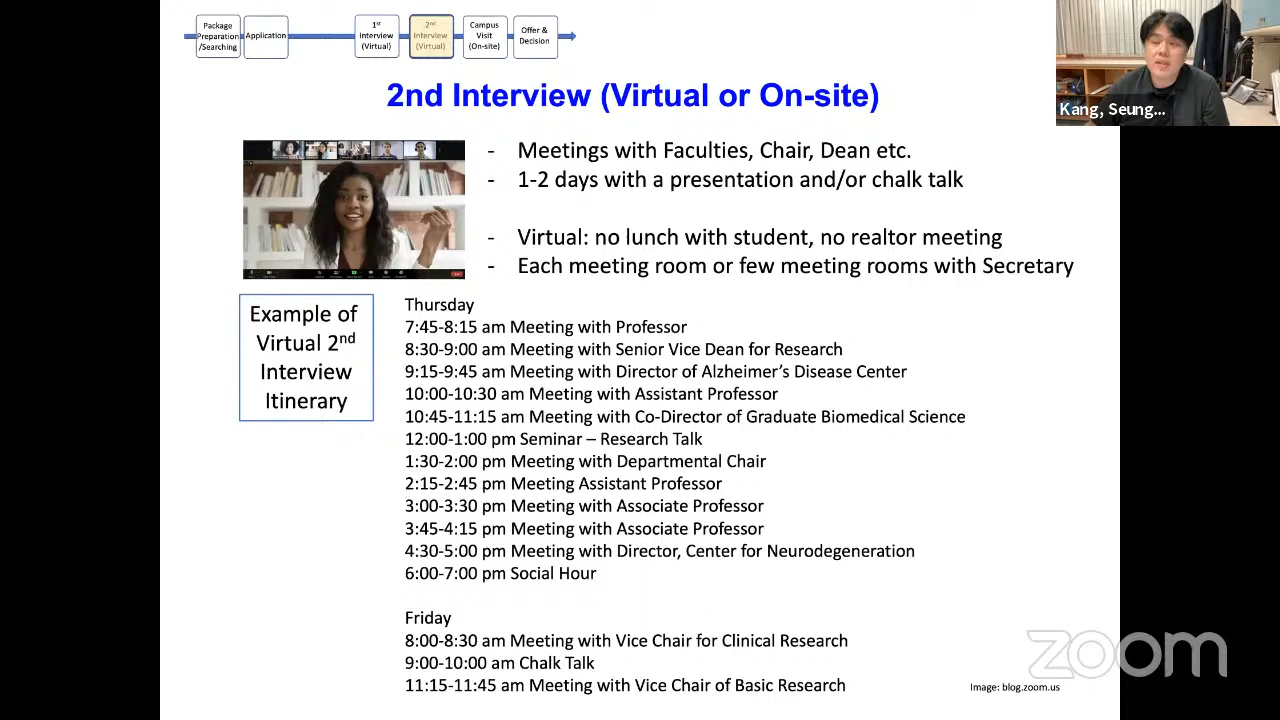 Package
Preparation
/Searching
Application
1st
Interview
(Virtual)
2nd
Interview
(Virtual)
Campus
Visit
(On-site)
Offer &
Decision
Kang, Seung...
2nd Interview (Virtual or On-site)
- Meetings with Faculties, Chair, Dean etc.
- 1-2 days with a presentation and/or chalk talk
- Virtual: no lunch with student, no realtor meeting
- Each meeting room or few meeting rooms with Secretary
Example of
Virtual 2nd
Interview
Itinerary
Thursday
7:45-8:15 am Meeting with Professor
8:30-9:00 am Meeting with Senior Vice Dean for Research
9:15-9:45 am Meeting with Director of Alzheimer's Disease Center
10:00-10:30 am Meeting with Assistant Professor
10:45-11:15 am Meeting with Co-Director of Graduate Biomedical Science
12:00-1:00 pm Seminar – Research Talk
1:30-2:00 pm Meeting with Departmental Chair
2:15-2:45 pm Meeting Assistant Professor
3:00-3:30 pm Meeting with Associate Professor
3:45-4:15 pm Meeting with Associate Professor
4:30-5:00 pm Meeting with Director, Center for Neurodegeneration
6:00-7:00 pm Social Hour
Friday
8:00-8:30 am Meeting with Vice Chair for Clinical Research
9:00-10:00 am Chalk Talk
11:15-11:45 am Meeting with Vice Chair of Basic Research
zoom
Image: blog.zoom.us